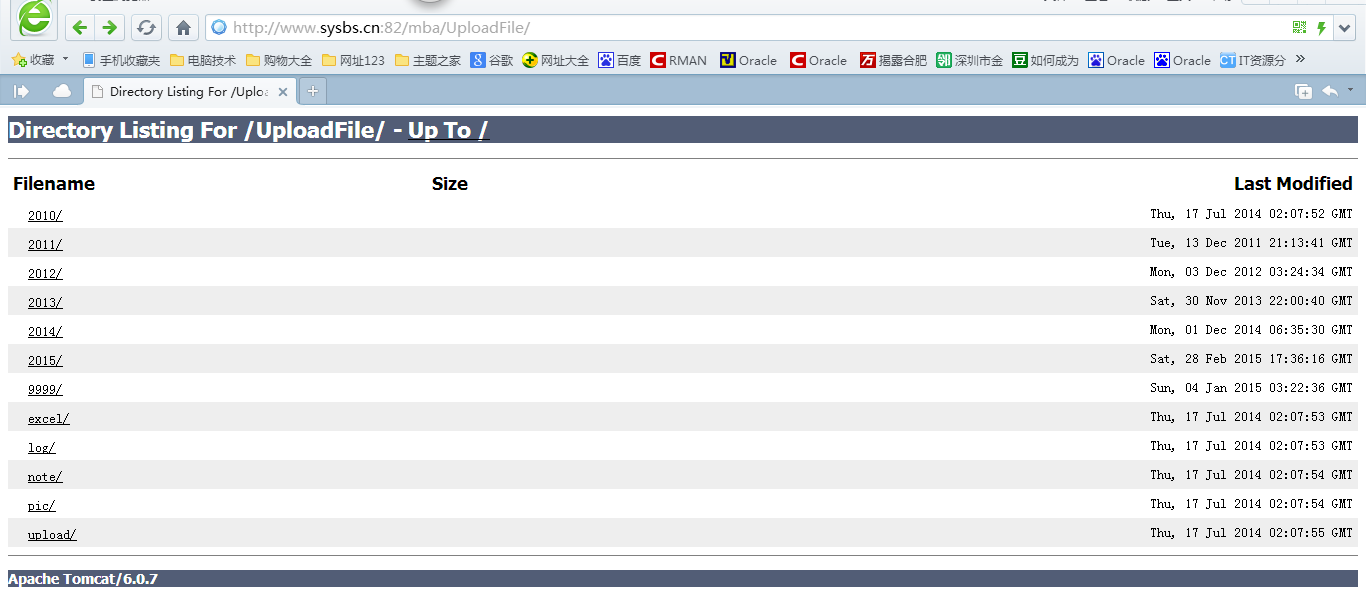 http://www.sysbs.cn:82/mba/UploadFile/
收藏 手机收藏夹 电脑技术 购物大全 网址123 主题之家 谷歌 网址大全 百度 RMAN Oracle Oracle 揭露合肥 深圳市金 如何成为 Oracle Oracle IT资源分 »
Directory Listing For /Uploa
Directory Listing For /UploadFile/ - Up To /
Filename Size Last Modified
2010/ Thu, 17 Jul 2014 02:07:52 GMT
2011/ Tue, 13 Dec 2011 21:13:41 GMT
2012/ Mon, 03 Dec 2012 03:24:34 GMT
2013/ Sat, 30 Nov 2013 22:00:40 GMT
2014/ Mon, 01 Dec 2014 06:35:30 GMT
2015/ Sat, 28 Feb 2015 17:36:16 GMT
9999/ Sun, 04 Jan 2015 03:22:36 GMT
excel/ Thu, 17 Jul 2014 02:07:53 GMT
log/ Thu, 17 Jul 2014 02:07:53 GMT
note/ Thu, 17 Jul 2014 02:07:54 GMT
pic/ Thu, 17 Jul 2014 02:07:54 GMT
upload/ Thu, 17 Jul 2014 02:07:55 GMT
Apache Tomcat/6.0.7